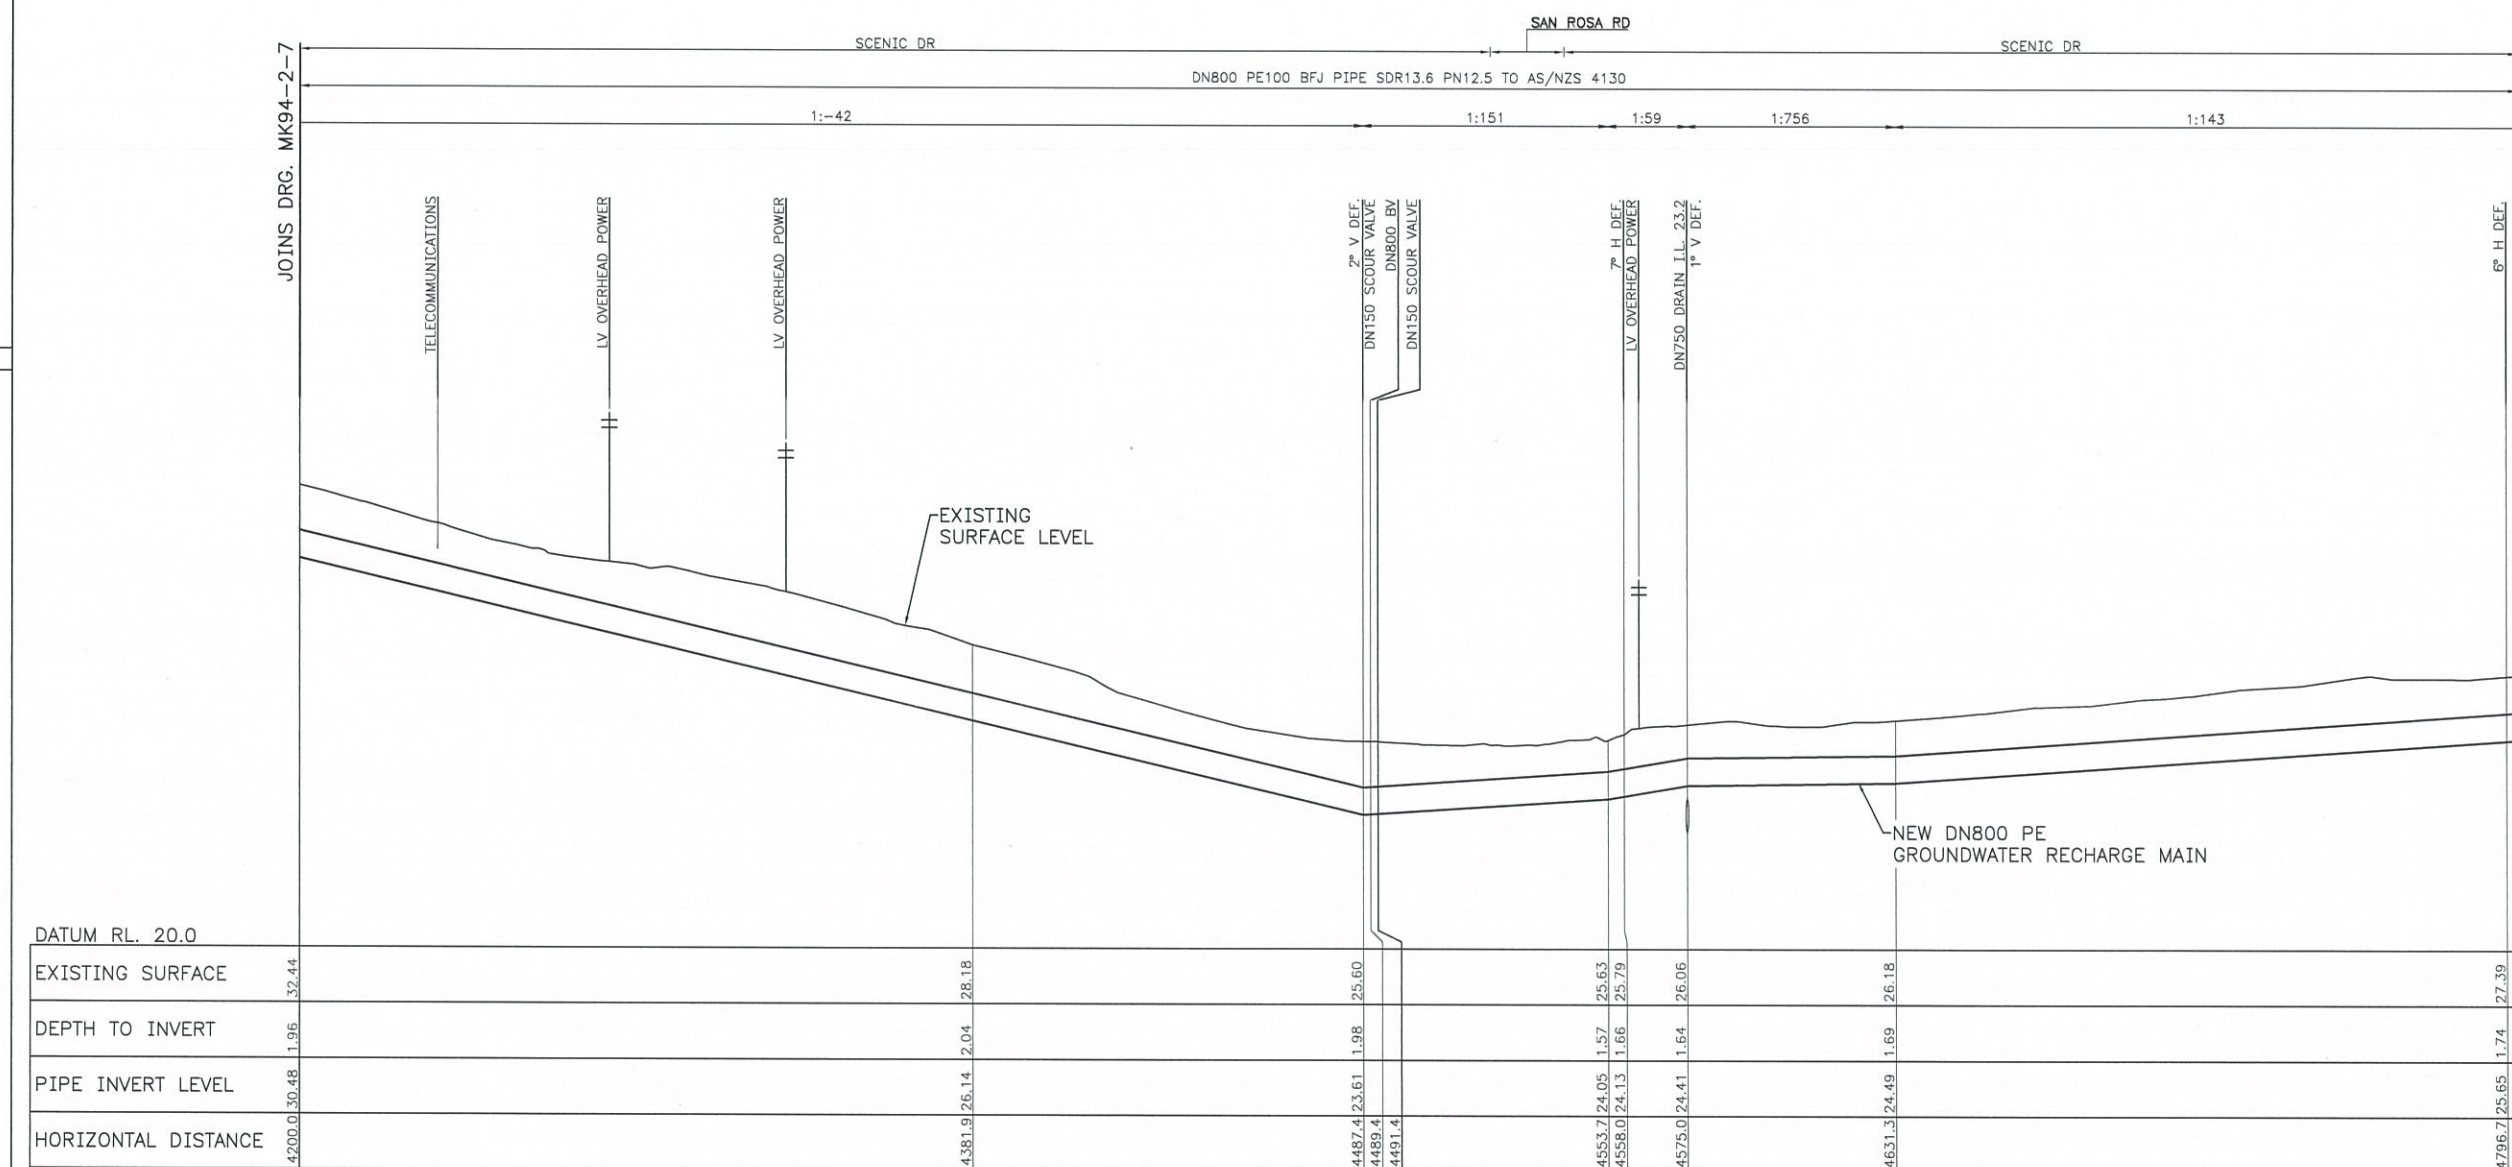 SAN ROSA RD
SCENIC DR
SCENIC DR
DN800 PE100 BFJ PIPE SDR13.6 PN12.5 TO AS/NZS 4130
1:-42
1:151
1:59
1:756
1:143
JOINS DRG. MK94-2-7
TELECOMMUNICATIONS
LV OVERHEAD POWER
LV OVERHEAD POWER
2° V DEF.
DN150 SCOUR VALVE
DN800 BV
DN150 SCOUR VALVE
7° H DEF.
LV OVERHEAD POWER
DN750 DRAIN I.L. 23.2
1° V DEF.
6° H DEF.
EXISTING
SURFACE LEVEL
NEW DN800 PE
GROUNDWATER RECHARGE MAIN
DATUM RL. 20.0
EXISTING SURFACE 32.44 28.18 25.60 25.63 25.79 26.06 26.18 27.39
DEPTH TO INVERT 1.96 2.04 1.98 1.57 1.66 1.64 1.69 1.74
PIPE INVERT LEVEL 30.48 26.14 23.61 24.05 24.13 24.41 24.49 25.65
HORIZONTAL DISTANCE 4200.0 4381.9 4487.4 4489.4 4491.4 4553.7 4558.0 4575.0 4631.3 4796.7